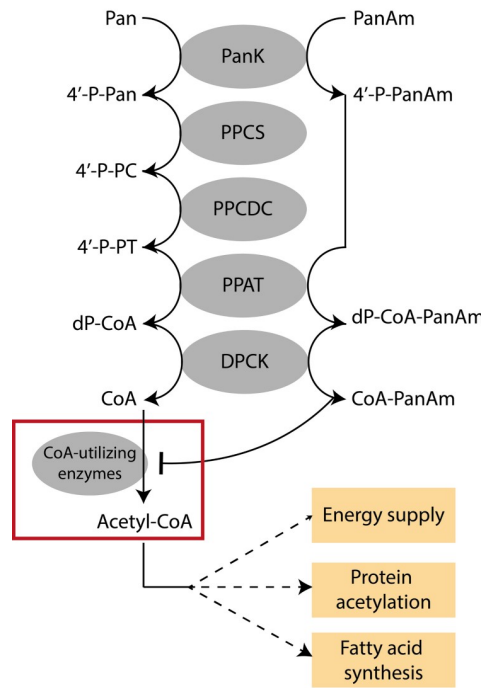 Pan
PanAm
PanK
4′-P-Pan
4′-P-PanAm
PPCS
4′-P-PC
PPCDC
4′-P-PT
PPAT
dP-CoA
dP-CoA-PanAm
DPCK
CoA
CoA-PanAm
CoA-utilizing
enzymes
Acetyl-CoA
Energy supply
Protein
acetylation
Fatty acid
synthesis